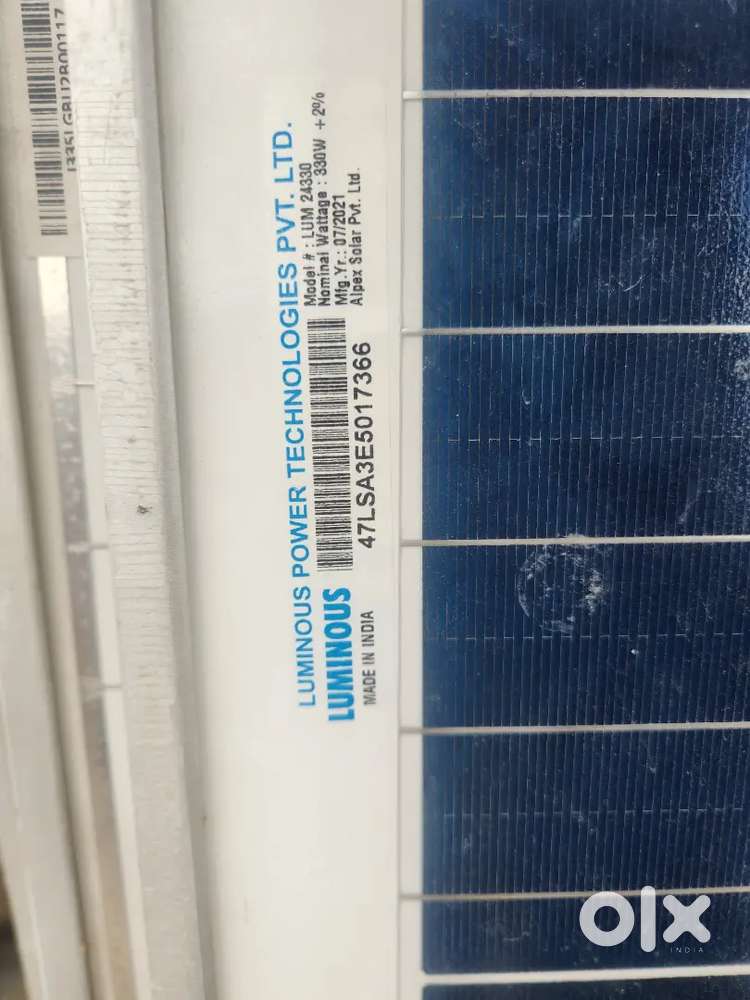 LUMINOUS POWER TECHNOLOGIES PVT. LTD.
Model # : LUM 24330
Nominal Wattage : 330W +2%
Mfg.Yr.: 07/2021
Alpex Solar Pvt. Ltd.
47LSA3E5017366
LUMINOUS
MADE IN INDIA
olx
INDIA